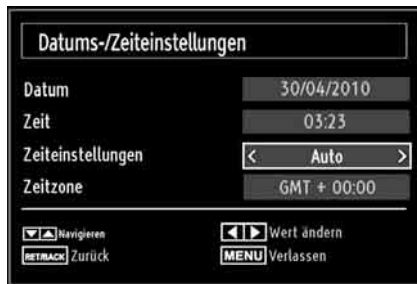 Datums-/Zeiteinstellungen
Datum 30/04/2010
Zeit 03:23
Zeiteinstellungen < Auto >
Zeitzone GMT + 00:00
Navigieren Wert ändern
RET/BACK Zurück MENU Verlassen